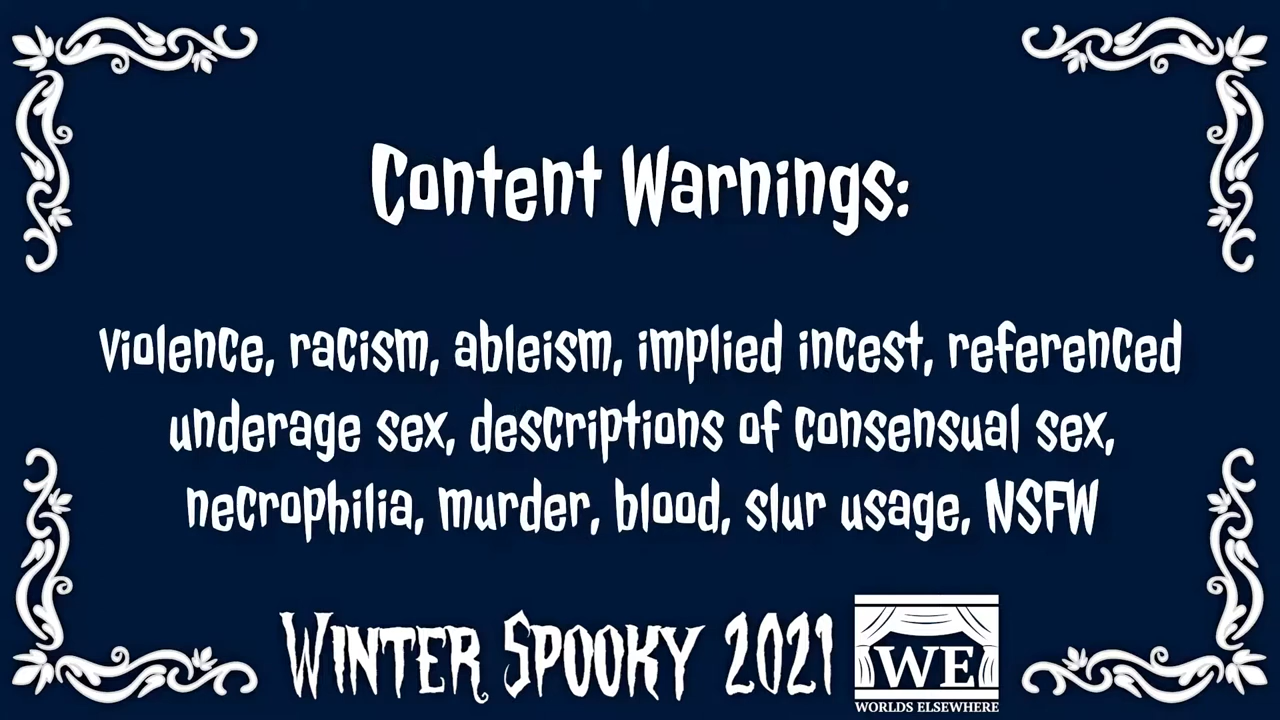 Content Warnings:
violence, racism, ableism, implied incest, referenced
underage sex, descriptions of consensual sex,
necrophilia, murder, blood, slur usage, NSFW
WINTER SPOOKY 2021
WE
WORLDS ELSEWHERE